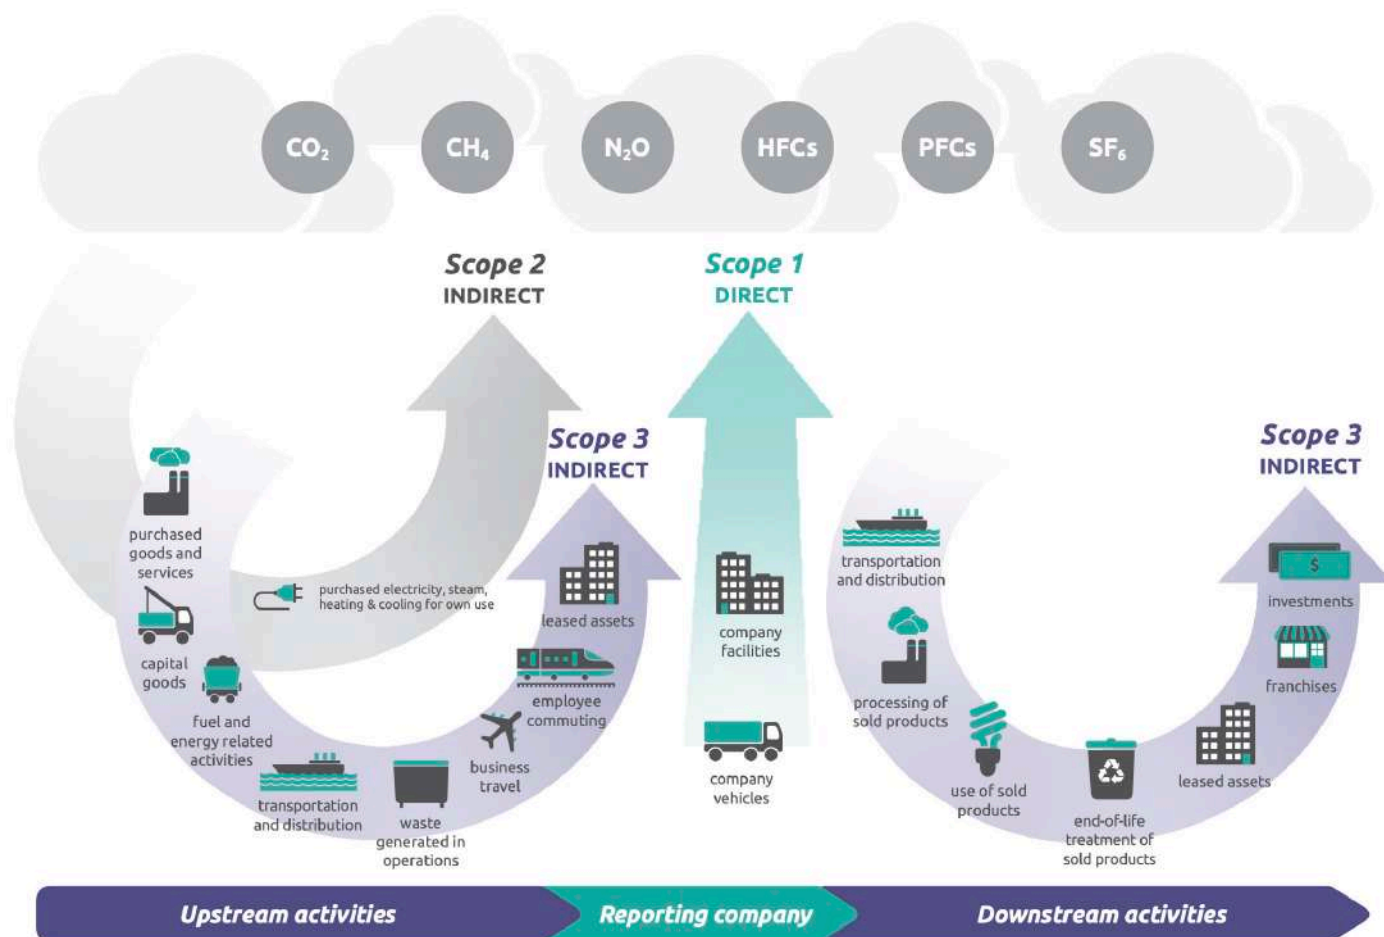 CO₂
CH₄
N₂O
HFCs
PFCs
SF₆
Scope 2
INDIRECT
Scope 1
DIRECT
Scope 3
INDIRECT
Scope 3
INDIRECT
purchased
goods and
services
capital
goods
fuel and
energy related
activities
purchased electricity, steam,
heating & cooling for own use
transportation
and distribution
waste
generated in
operations
business
travel
employee
commuting
leased assets
company
facilities
company
vehicles
transportation
and distribution
processing of
sold products
use of sold
products
end-of-life
treatment of
sold products
leased assets
franchises
$
investments
Upstream activities
Reporting company
Downstream activities